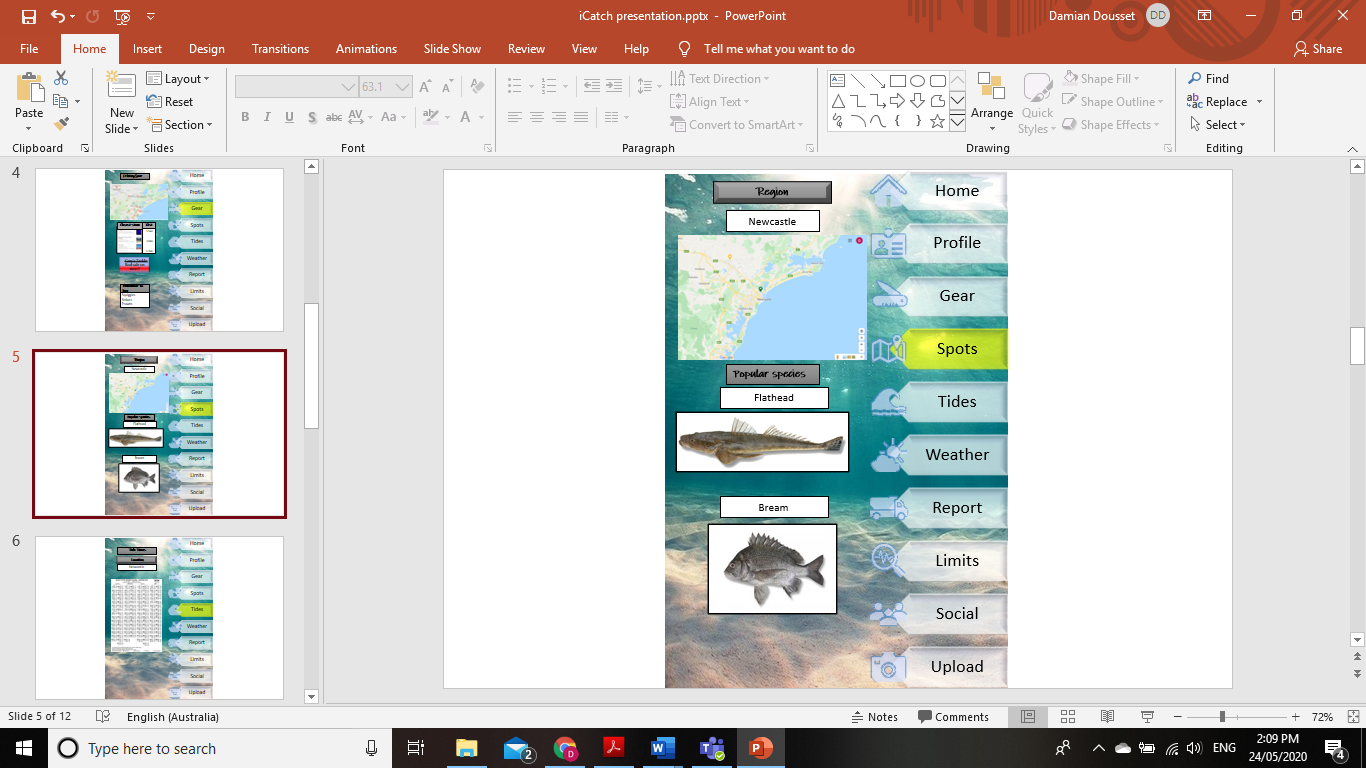 iCatch presentation.pptx - PowerPoint
Damian Dousset
DD
File
Home
Insert
Design
Transitions
Animations
Slide Show
Review
View
Help
Tell me what you want to do
Share
Paste
Clipboard
New
Slide
Layout
Reset
Section
Slides
63.1
B I U S abc AV Aa
A
Font
Text Direction
Align Text
Convert to SmartArt
Paragraph
Arrange
Quick
Styles
Shape Fill
Shape Outline
Shape Effects
Drawing
Find
Replace
Select
Editing
4
Home
Profile
Gear
Spots
Tides
Weather
Report
Limits
Social
Upload
5
Region
Newcastle
Popular species
Flathead
Bream
Home
Profile
Gear
Spots
Tides
Weather
Report
Limits
Social
Upload
6
Location
Newcastle
Home
Profile
Gear
Spots
Tides
Weather
Report
Limits
Social
Upload
Region
Newcastle
Popular species
Flathead
Bream
Home
Profile
Gear
Spots
Tides
Weather
Report
Limits
Social
Upload
Slide 5 of 12
English (Australia)
Notes
Comments
72%
Type here to search
2
ENG
2:09 PM
24/05/2020
4